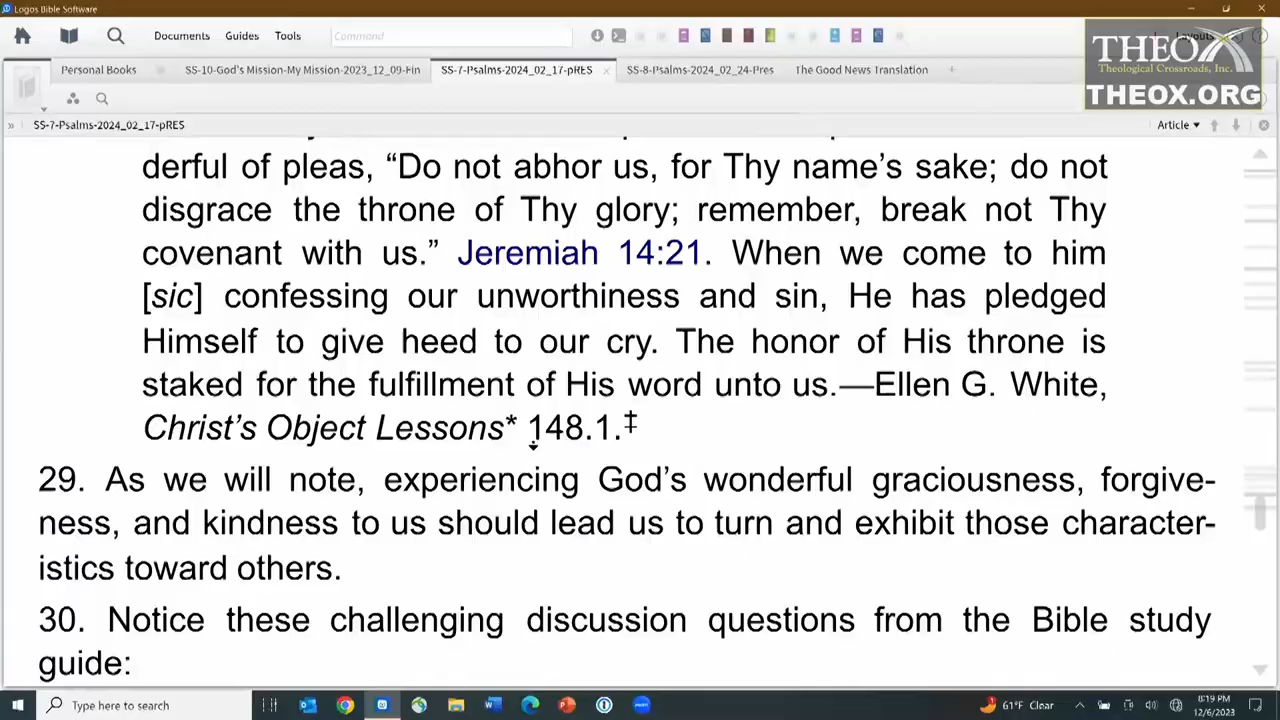 Logos Bible Software
Documents Guides Tools Command Layouts
THEOX
Theological Crossroads, Inc.
THEOX.ORG
Personal Books SS-10-God's Mission-My Mission-2023_12_09-Fin SS-7-Psalms-2024_02_17-pRES SS-8-Psalms-2024_02_24-Pres The Good News Translation
SS-7-Psalms-2024_02_17-pRES Article
derful of pleas, “Do not abhor us, for Thy name’s sake; do not
disgrace the throne of Thy glory; remember, break not Thy
covenant with us.” Jeremiah 14:21. When we come to him
[sic] confessing our unworthiness and sin, He has pledged
Himself to give heed to our cry. The honor of His throne is
staked for the fulfillment of His word unto us.—Ellen G. White,
Christ’s Object Lessons* 148.1.‡
29. As we will note, experiencing God’s wonderful graciousness, forgive-
ness, and kindness to us should lead us to turn and exhibit those character-
istics toward others.
30. Notice these challenging discussion questions from the Bible study
guide:
Type here to search 61°F Clear 8:19 PM
12/6/2023